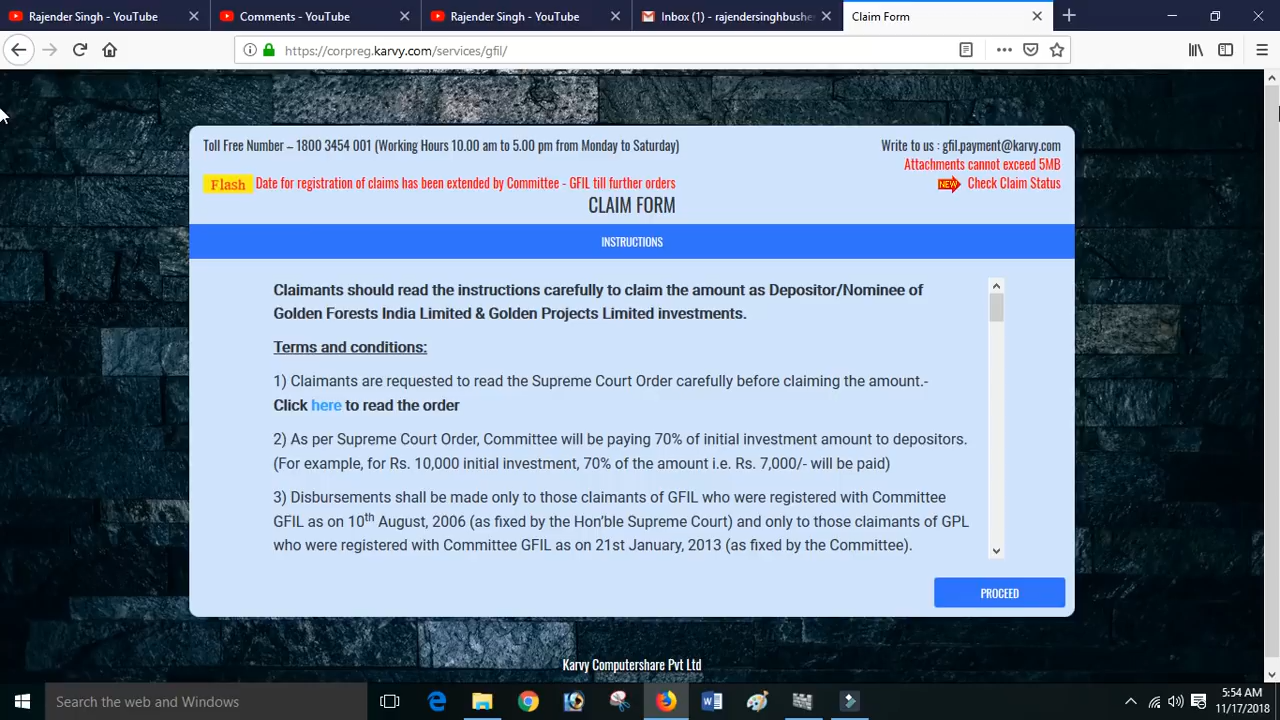 Rajender Singh - YouTube
Comments - YouTube
Rajender Singh - YouTube
Inbox (1) - rajendersinghbushe
Claim Form
https://corpreg.karvy.com/services/gfil/
Toll Free Number – 1800 3454 001 (Working Hours 10.00 am to 5.00 pm from Monday to Saturday)
Write to us : gfil.payment@karvy.com
Attachments cannot exceed 5MB
Flash Date for registration of claims has been extended by Committee - GFIL till further orders
NEW Check Claim Status
CLAIM FORM
INSTRUCTIONS
Claimants should read the instructions carefully to claim the amount as Depositor/Nominee of
Golden Forests India Limited & Golden Projects Limited investments.
Terms and conditions:
1) Claimants are requested to read the Supreme Court Order carefully before claiming the amount.-
Click here to read the order
2) As per Supreme Court Order, Committee will be paying 70% of initial investment amount to depositors.
(For example, for Rs. 10,000 initial investment, 70% of the amount i.e. Rs. 7,000/- will be paid)
3) Disbursements shall be made only to those claimants of GFIL who were registered with Committee
GFIL as on 10th August, 2006 (as fixed by the Hon'ble Supreme Court) and only to those claimants of GPL
who were registered with Committee GFIL as on 21st January, 2013 (as fixed by the Committee).
PROCEED
Karvy Computershare Pvt Ltd
Search the web and Windows
5:54 AM
11/17/2018